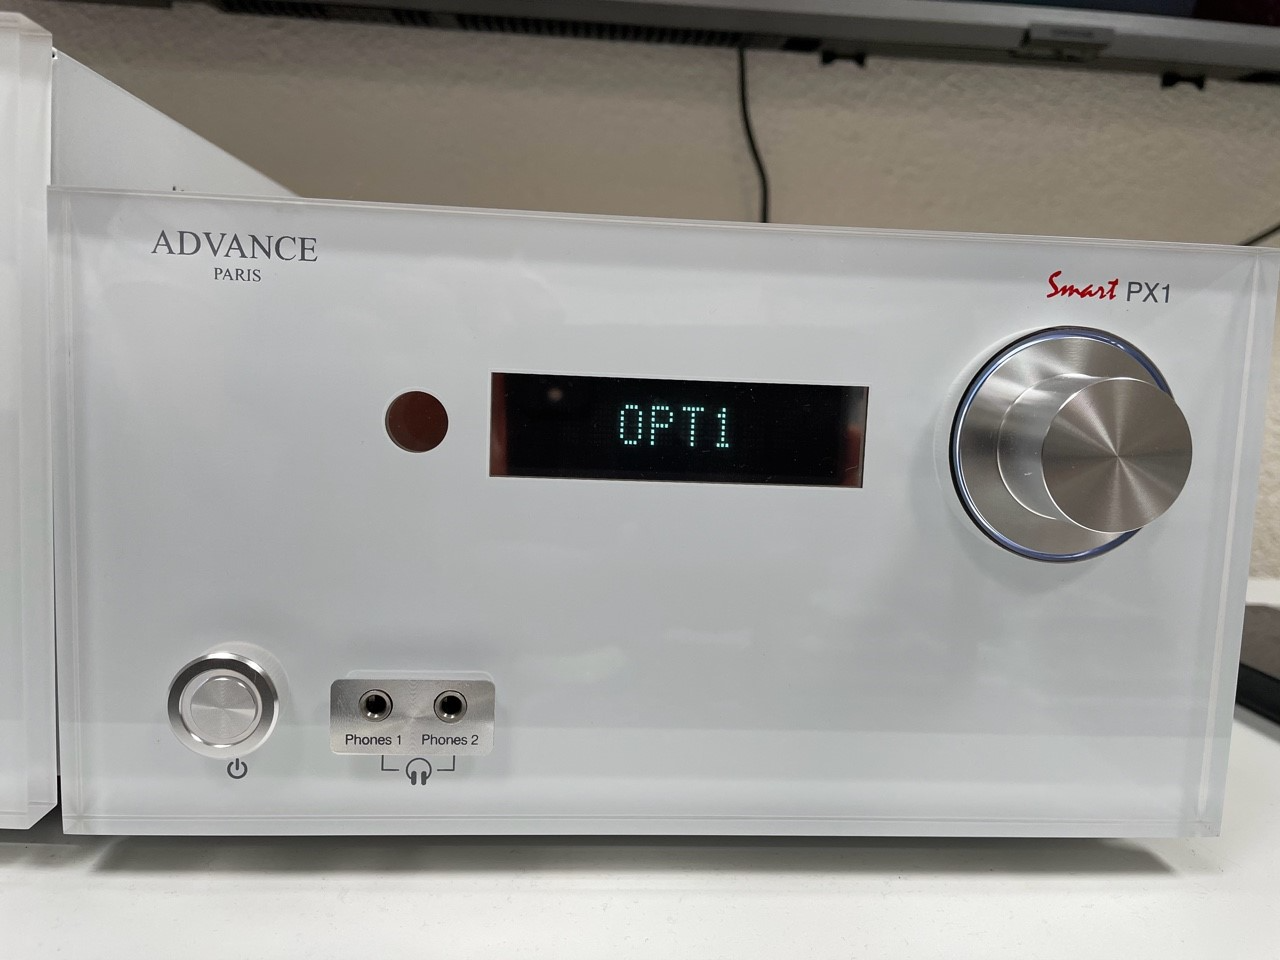 ADVANCE
PARIS
Smart PX1
OPT1
Phones 1 Phones 2